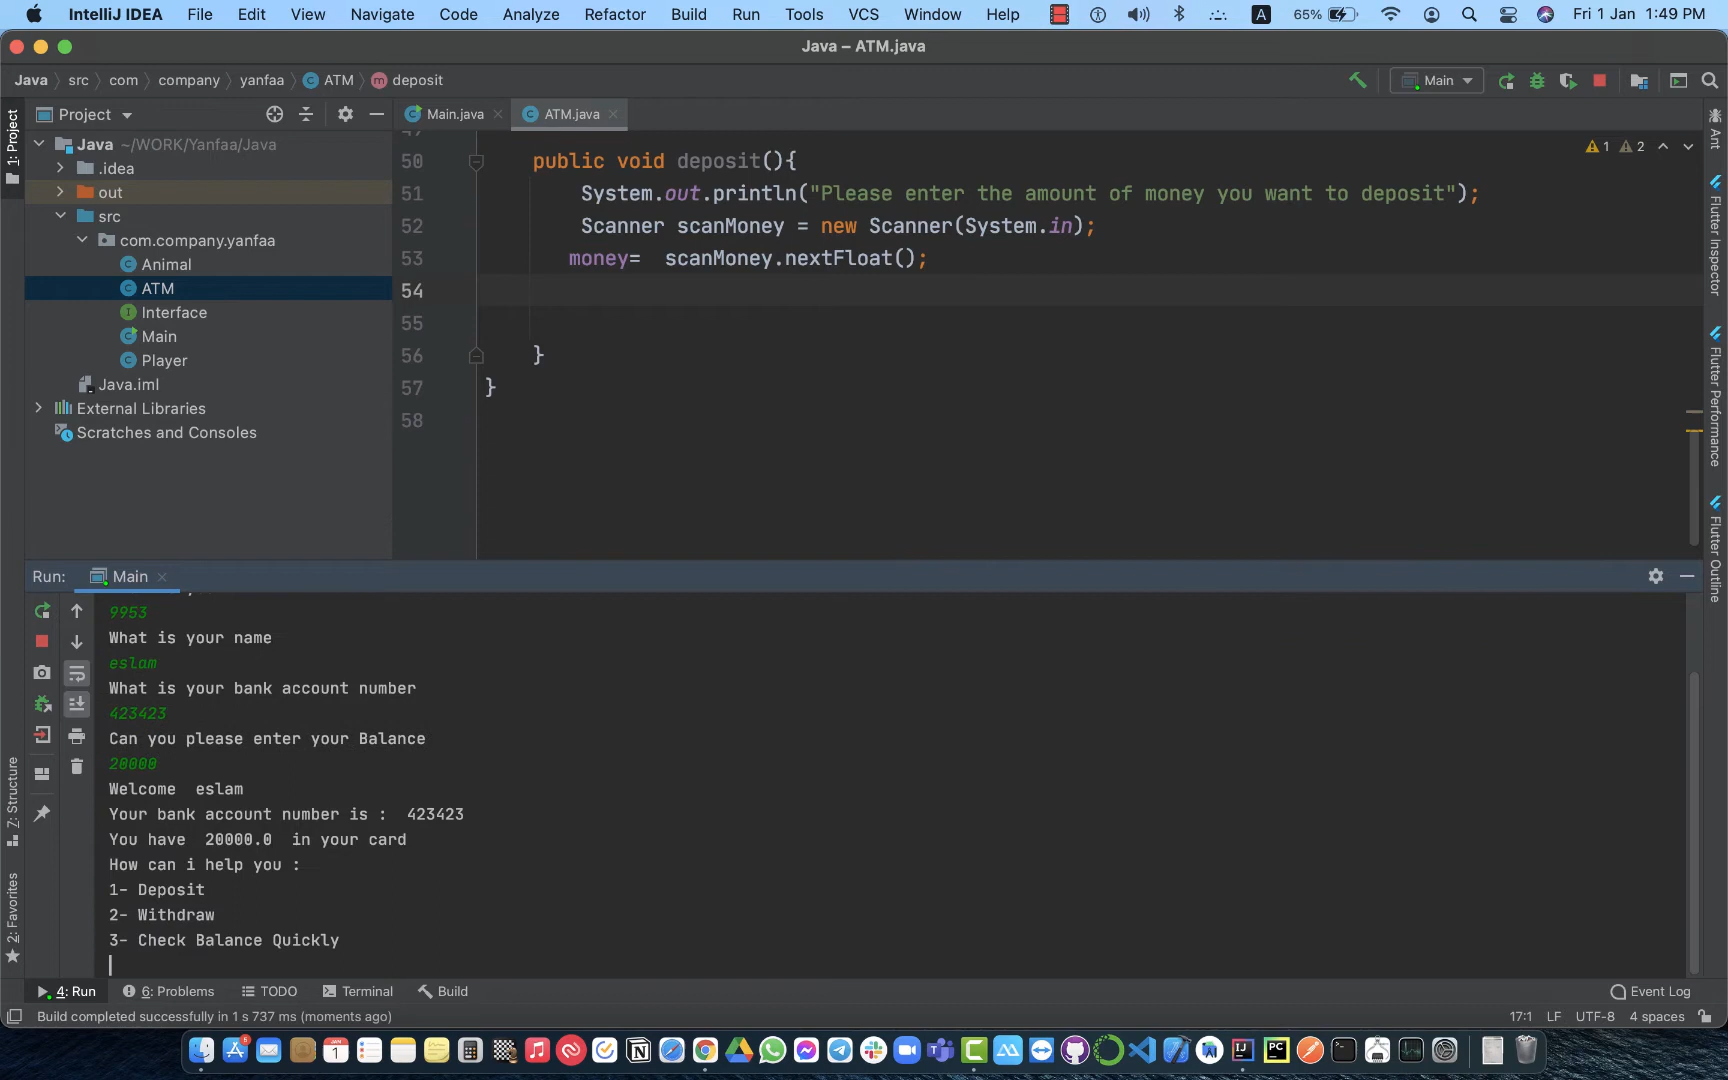 IntelliJ IDEA File Edit View Navigate Code Analyze Refactor Build Run Tools VCS Window Help A 65% Fri 1 Jan 1:49 PM
Java – ATM.java
Java src com company yanfaa ATM deposit Main
Project Main.java ATM.java
Java ~/WORK/Yanfaa/Java
.idea
out
src
com.company.yanfaa
Animal
ATM
Interface
Main
Player
Java.iml
External Libraries
Scratches and Consoles
50 public void deposit(){
51 System.out.println("Please enter the amount of money you want to deposit");
52 Scanner scanMoney = new Scanner(System.in);
53 money= scanMoney.nextFloat();
54
55
56 }
57 }
58
1 2
1: Project
Z: Structure
2: Favorites
Ant
Flutter Inspector
Flutter Performance
Flutter Outline
Run: Main
9953
What is your name
eslam
What is your bank account number
423423
Can you please enter your Balance
20000
Welcome eslam
Your bank account number is : 423423
You have 20000.0 in your card
How can i help you :
1- Deposit
2- Withdraw
3- Check Balance Quickly
4: Run 6: Problems TODO Terminal Build Event Log
Build completed successfully in 1 s 737 ms (moments ago) 17:1 LF UTF-8 4 spaces